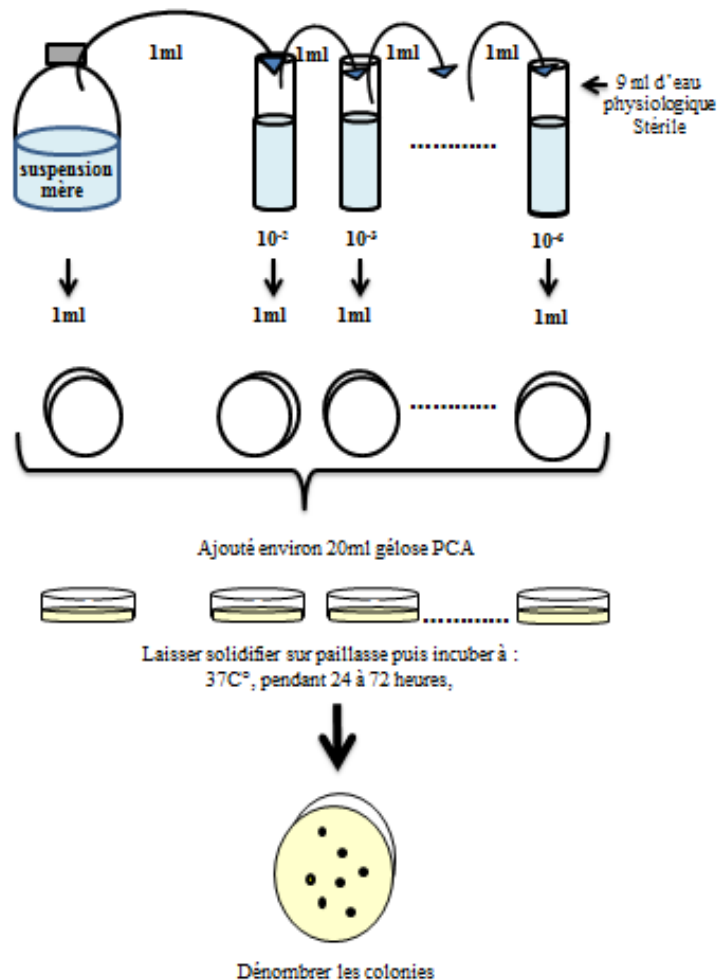 1ml
1ml
1ml
1ml
9 ml d'eau
physiologique
Stérile
suspension
mère
10⁻²
10⁻³
10⁻⁶
1ml
1ml
1ml
1ml
Ajouté environ 20ml gélose PCA
Laisser solidifier sur paillasse puis incuber à :
37C°, pendant 24 à 72 heures,
Dénombrer les colonies